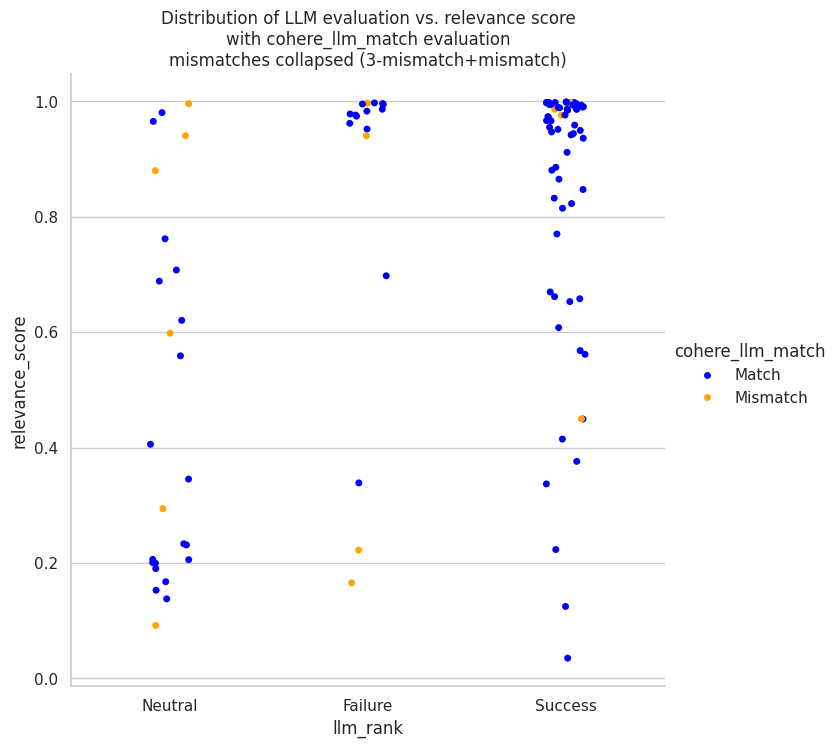 Distribution of LLM evaluation vs. relevance score
with cohere_llm_match evaluation
mismatches collapsed (3-mismatch+mismatch)
1.0
0.8
0.6
0.4
0.2
0.0
relevance_score
Neutral
Failure
Success
llm_rank
cohere_llm_match
Match
Mismatch